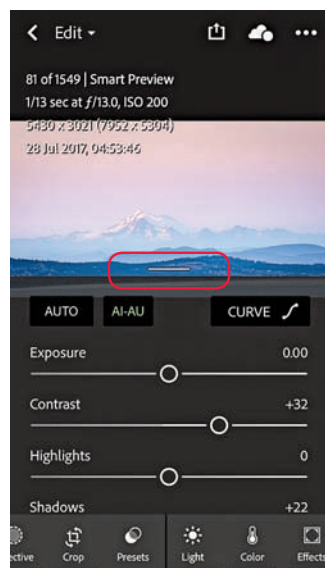 Edit
81 of 1549 | Smart Preview
1/13 sec at ƒ/13.0, ISO 200
5430 x 3021 (7952 x 5304)
28 Jul 2017, 04:53:46
AUTO AI-AU CURVE
Exposure 0.00
Contrast +32
Highlights 0
Shadows +22
ective Crop Presets Light Color Effects